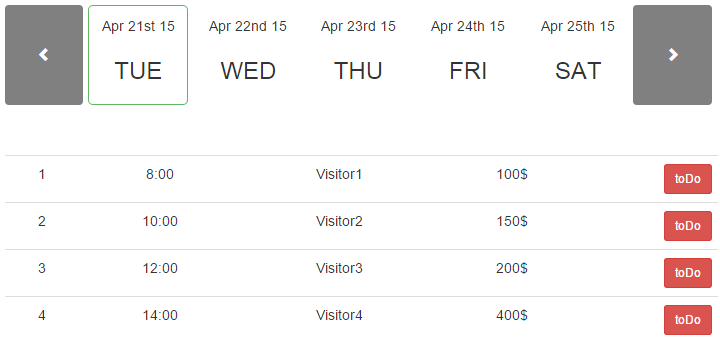 Apr 21st 15 Apr 22nd 15 Apr 23rd 15 Apr 24th 15 Apr 25th 15
TUE WED THU FRI SAT
1 8:00 Visitor1 100$ toDo
2 10:00 Visitor2 150$ toDo
3 12:00 Visitor3 200$ toDo
4 14:00 Visitor4 400$ toDo